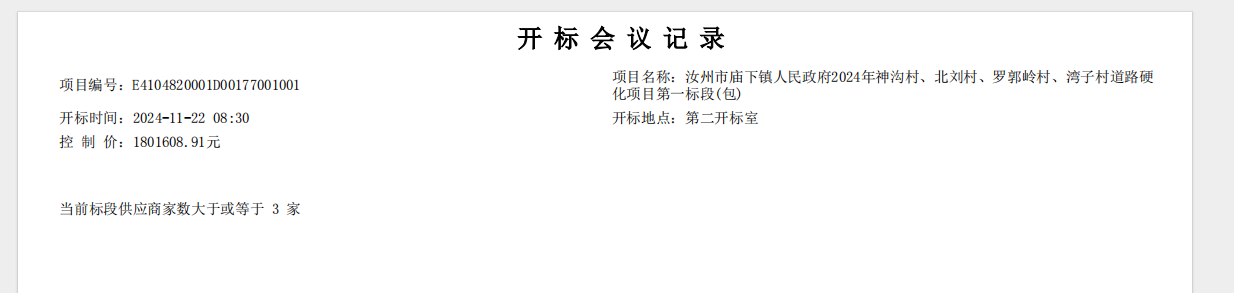 开标会议记录
项目编号：E4104820001D00177001001
项目名称：汝州市庙下镇人民政府2024年神沟村、北刘村、罗郭岭村、湾子村道路硬
化项目第一标段(包)
开标时间：2024-11-22 08:30
开标地点：第二开标室
控 制 价：1801608.91元
当前标段供应商家数大于或等于 3 家